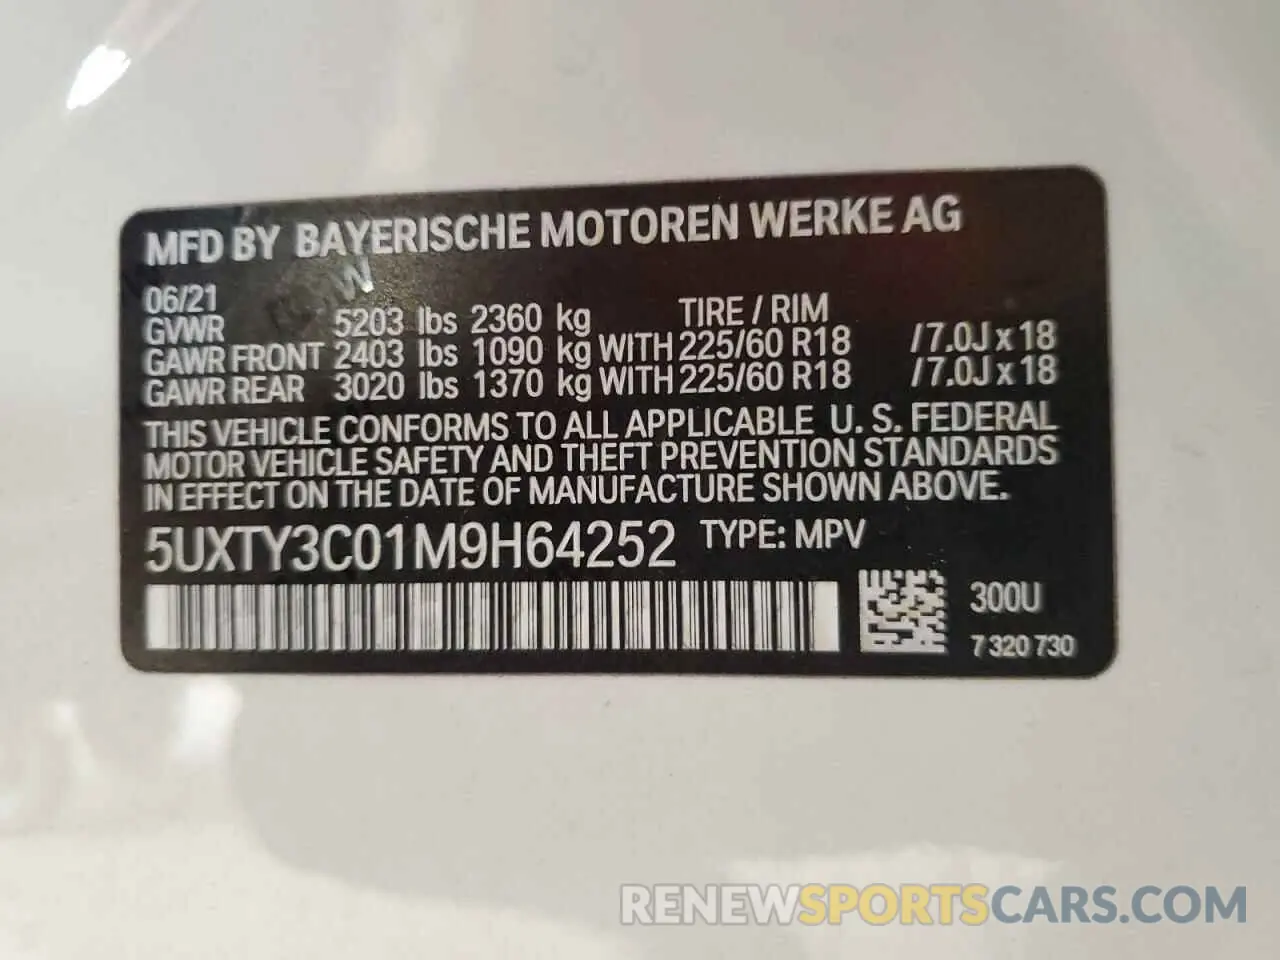 MFD BY BAYERISCHE MOTOREN WERKE AG
06/21 TIRE / RIM
GVWR 5203 lbs 2360 kg
GAWR FRONT 2403 lbs 1090 kg WITH 225/60 R18 /7.0J x 18
GAWR REAR 3020 lbs 1370 kg WITH 225/60 R18 /7.0J x 18
THIS VEHICLE CONFORMS TO ALL APPLICABLE U. S. FEDERAL
MOTOR VEHICLE SAFETY AND THEFT PREVENTION STANDARDS
IN EFFECT ON THE DATE OF MANUFACTURE SHOWN ABOVE.
5UXTY3C01M9H64252 TYPE: MPV
300U
7 320 730
RENEWSPORTSCARS.COM